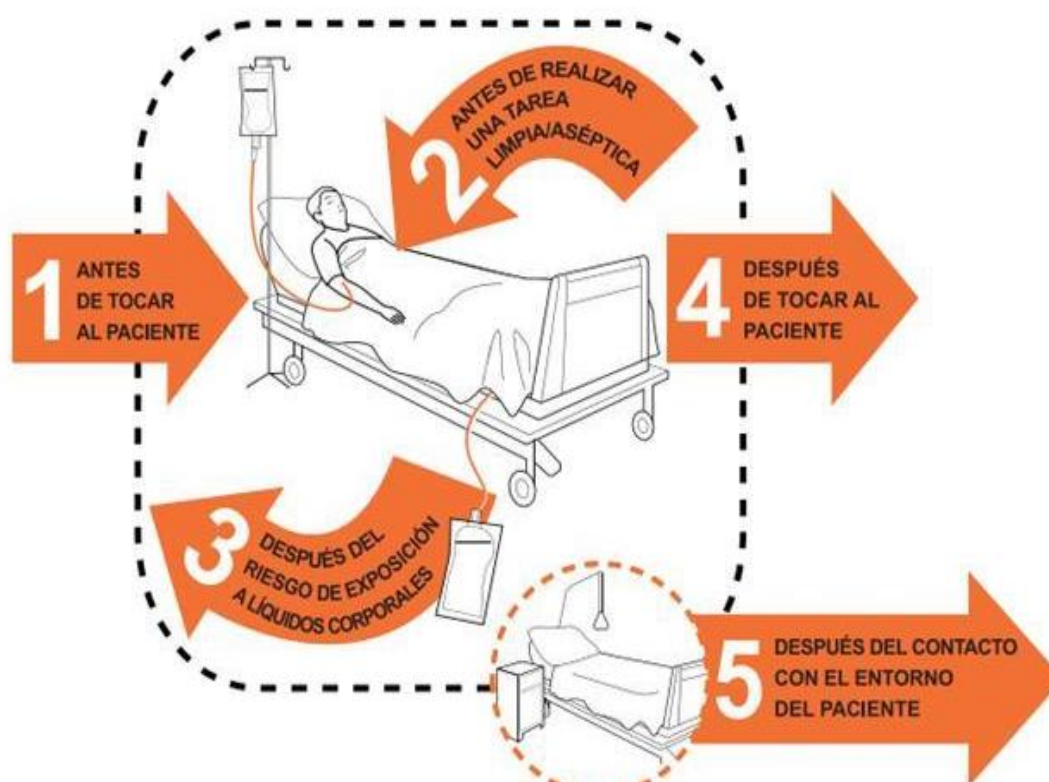 1 ANTES
DE TOCAR
AL PACIENTE
2 ANTES DE REALIZAR
UNA TAREA
LIMPIA/ASÉPTICA
3 DESPUÉS DEL
RIESGO DE EXPOSICIÓN
A LÍQUIDOS CORPORALES
4 DESPUÉS
DE TOCAR AL
PACIENTE
5 DESPUÉS DEL CONTACTO
CON EL ENTORNO
DEL PACIENTE